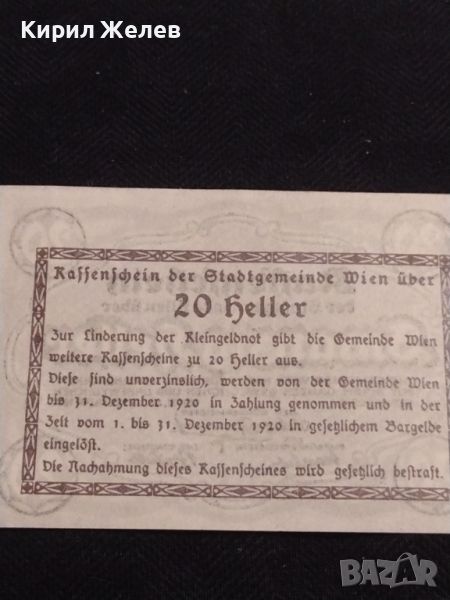 Кирил Желев
Kassenschein der Stadtgemeinde Wien über
20 Heller
Zur Linderung der Kleingeldnot gibt die Gemeinde Wien
weitere Kassenscheine zu 20 Heller aus.
Diese sind unverzinslich, werden von der Gemeinde Wien
bis 31. Dezember 1920 in Zahlung genommen und in der
Zeit vom 1. bis 31. Dezember 1920 in gesetzlichem Bargelde
eingelöst.
Die Nachahmung dieses Kassenscheines wird gesetzlich bestraft.
BAZAR